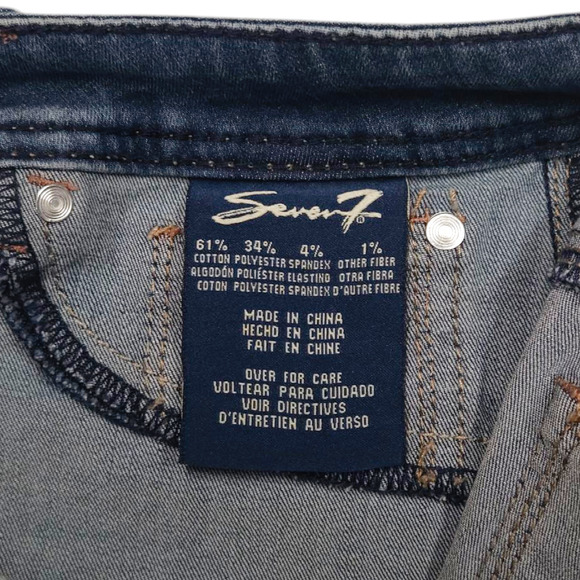 Seven7®
61% 34% 4% 1%
COTTON POLYESTER SPANDEX OTHER FIBER
ALGODÓN POLIÉSTER ELASTINO OTRA FIBRA
COTON POLYESTER SPANDEX D'AUTRE FIBRE
MADE IN CHINA
HECHO EN CHINA
FAIT EN CHINE
OVER FOR CARE
VOLTEAR PARA CUIDADO
VOIR DIRECTIVES
D'ENTRETIEN AU VERSO